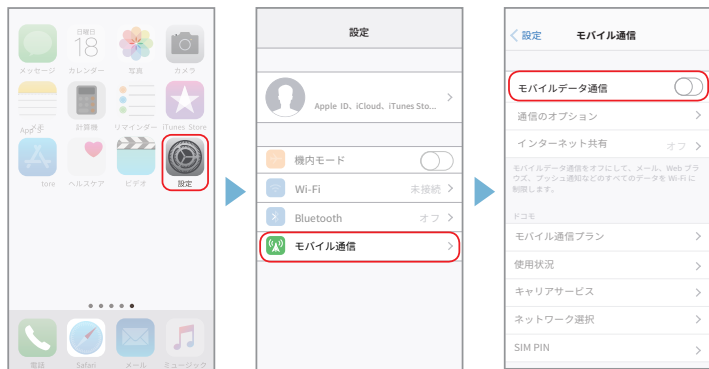 日曜日
18
メッセージ
カレンダー
写真
カメラ
メモ
計算機
リマインダー
iTunes Store
App S
tore
ヘルスケア
ビデオ
設定
電話
Safari
メール
ミュージック
設定
Apple ID、iCloud、iTunes Sto...
機内モード
Wi-Fi
未接続
Bluetooth
オフ
モバイル通信
設定
モバイル通信
モバイルデータ通信
通信のオプション
インターネット共有
オフ
モバイルデータ通信をオフにして、メール、Web ブラ
ウズ、プッシュ通知などのすべてのデータを Wi-Fi に
制限します。
ドコモ
モバイル通信プラン
使用状況
キャリアサービス
ネットワーク選択
SIM PIN